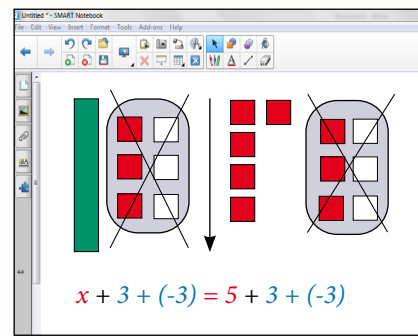 Untitled * - SMART Notebook
File Edit View Insert Format Tools Add-ons Help
x + 3 + (-3) = 5 + 3 + (-3)